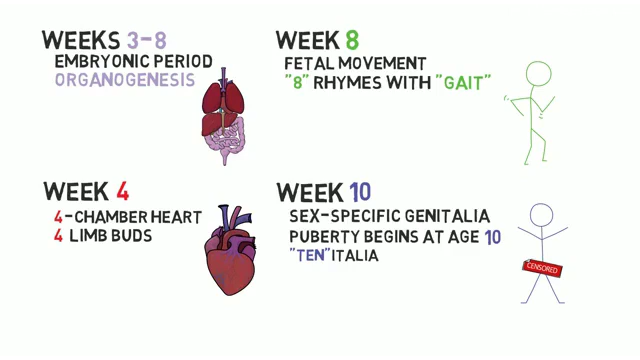 WEEKS 3-8
EMBRYONIC PERIOD
ORGANOGENESIS
WEEK 8
FETAL MOVEMENT
"8" RHYMES WITH "GAIT"
WEEK 4
4-CHAMBER HEART
4 LIMB BUDS
WEEK 10
SEX-SPECIFIC GENITALIA
PUBERTY BEGINS AT AGE 10
"TEN"ITALIA
CENSORED